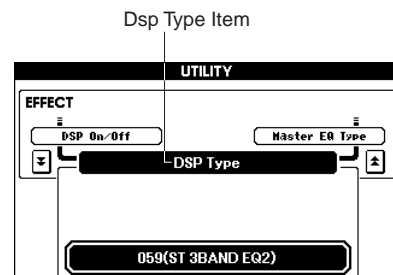 Dsp Type Item
UTILITY
EFFECT
DSP On/Off
Master EQ Type
DSP Type
059(ST 3BAND EQ2)